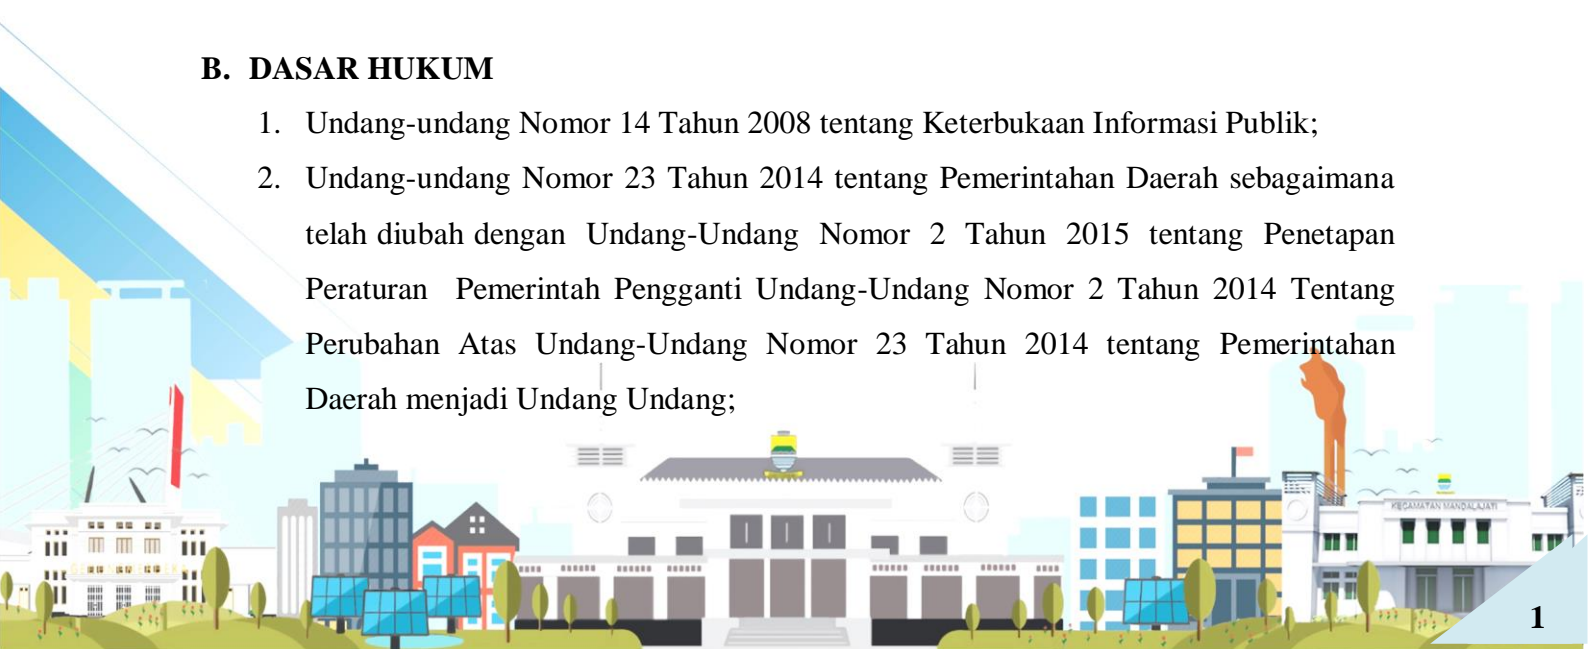 B. DASAR HUKUM
1. Undang-undang Nomor 14 Tahun 2008 tentang Keterbukaan Informasi Publik;
2. Undang-undang Nomor 23 Tahun 2014 tentang Pemerintahan Daerah sebagaimana
telah diubah dengan Undang-Undang Nomor 2 Tahun 2015 tentang Penetapan
Peraturan Pemerintah Pengganti Undang-Undang Nomor 2 Tahun 2014 Tentang
Perubahan Atas Undang-Undang Nomor 23 Tahun 2014 tentang Pemerintahan
Daerah menjadi Undang Undang;
KECAMATAN MANDALAJATI
1